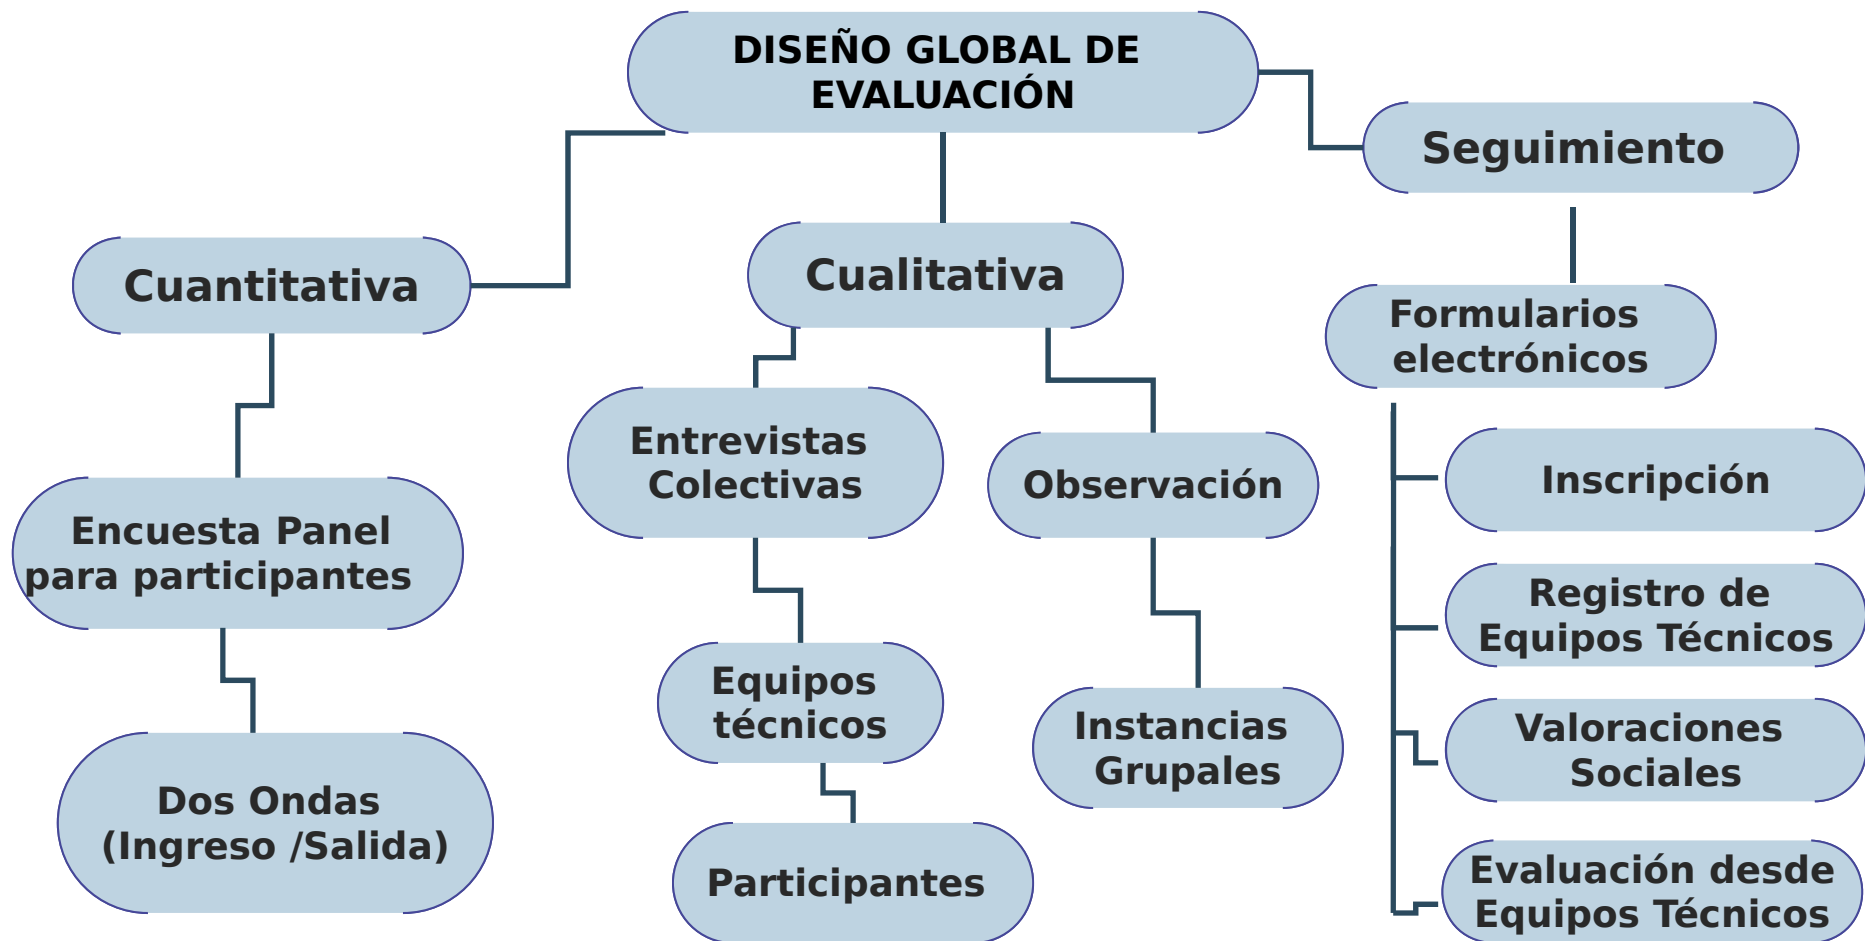 DISEÑO GLOBAL DE
EVALUACIÓN
Seguimiento
Cuantitativa
Cualitativa
Formularios
electrónicos
Entrevistas
Colectivas
Observación
Inscripción
Encuesta Panel
para participantes
Registro de
Equipos Técnicos
Equipos
técnicos
Instancias
Grupales
Valoraciones
Sociales
Dos Ondas
(Ingreso /Salida)
Participantes
Evaluación desde
Equipos Técnicos